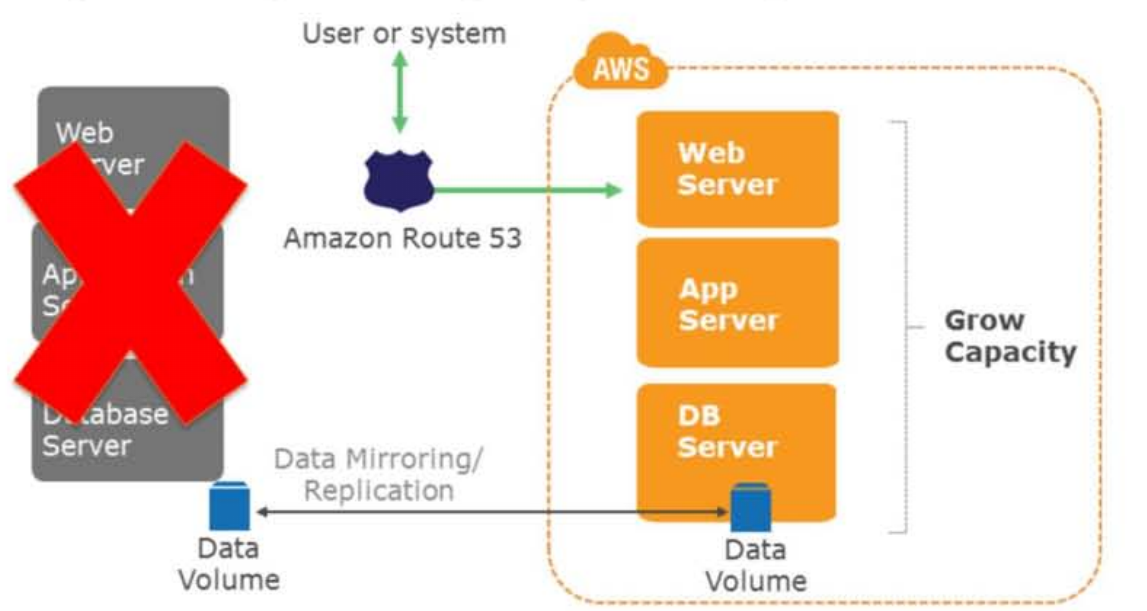 User or system
AWS
Web
Server
Web
Server
Amazon Route 53
App
Server
Grow
Capacity
Database
Server
DB
Server
Data Mirroring/
Replication
Data
Volume
Data
Volume